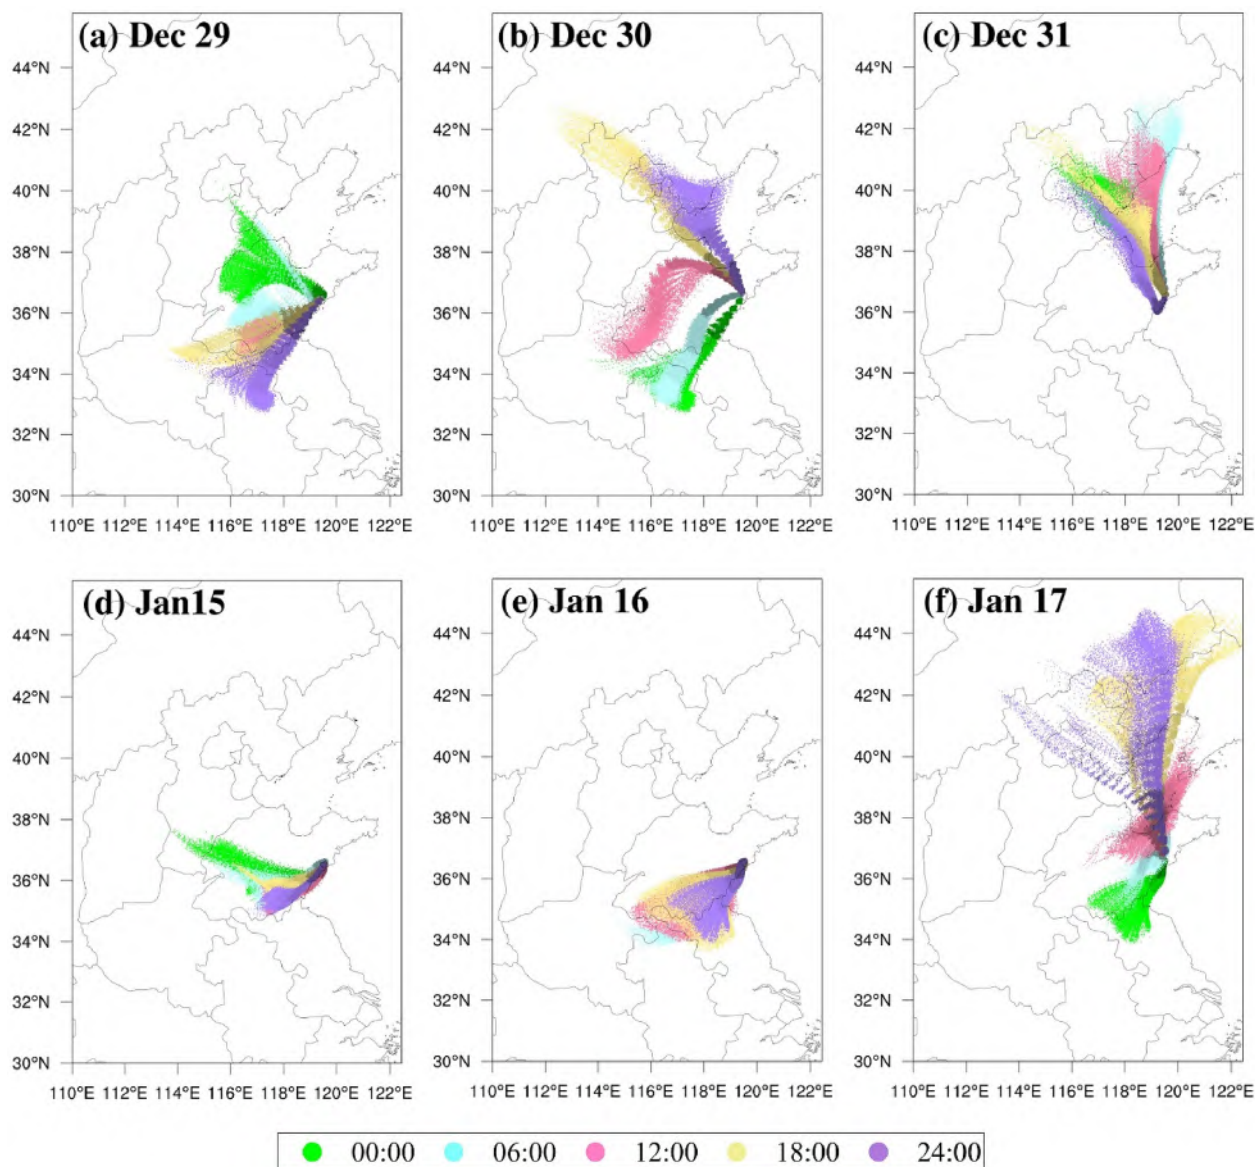 (a) Dec 29
(b) Dec 30
(c) Dec 31
44°N 44°N 44°N
42°N 42°N 42°N
40°N 40°N 40°N
38°N 38°N 38°N
36°N 36°N 36°N
34°N 34°N 34°N
32°N 32°N 32°N
30°N 30°N 30°N
110°E 112°E 114°E 116°E 118°E 120°E 122°E 110°E 112°E 114°E 116°E 118°E 120°E 122°E 110°E 112°E 114°E 116°E 118°E 120°E 122°E
(d) Jan15
(e) Jan 16
(f) Jan 17
44°N 44°N 44°N
42°N 42°N 42°N
40°N 40°N 40°N
38°N 38°N 38°N
36°N 36°N 36°N
34°N 34°N 34°N
32°N 32°N 32°N
30°N 30°N 30°N
110°E 112°E 114°E 116°E 118°E 120°E 122°E 110°E 112°E 114°E 116°E 118°E 120°E 122°E 110°E 112°E 114°E 116°E 118°E 120°E 122°E
00:00 06:00 12:00 18:00 24:00